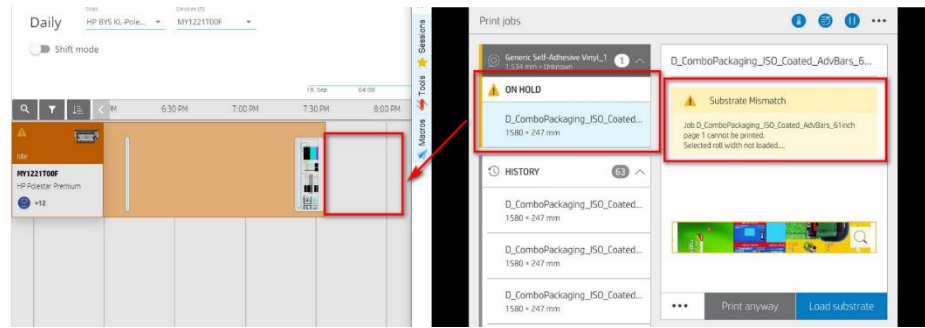 Daily
Sites
HP BYS KL-Pole...
Devices (1)
MY1221T00F
Shift mode
19. Sep
04:00
PM
6:30 PM
7:00 PM
7:30 PM
8:00 PM
Idle
MY1221T00F
HP Polestar Premium
+12
Sessions
Tools
Macros
Print jobs
Generic Self-Adhesive Vinyl_1
1,534 mm • Unknown
1
ON HOLD
D_ComboPackaging_ISO_Coated...
1580 × 247 mm
HISTORY
63
D_ComboPackaging_ISO_Coated...
1580 × 247 mm
D_ComboPackaging_ISO_Coated...
1580 × 247 mm
D_ComboPackaging_ISO_Coated...
1580 × 247 mm
D_ComboPackaging_ISO_Coated_AdvBars_6...
Substrate Mismatch
Job D_ComboPackaging_ISO_Coated_AdvBars_61inch
page 1 cannot be printed.
Selected roll width not loaded....
Print anyway
Load substrate